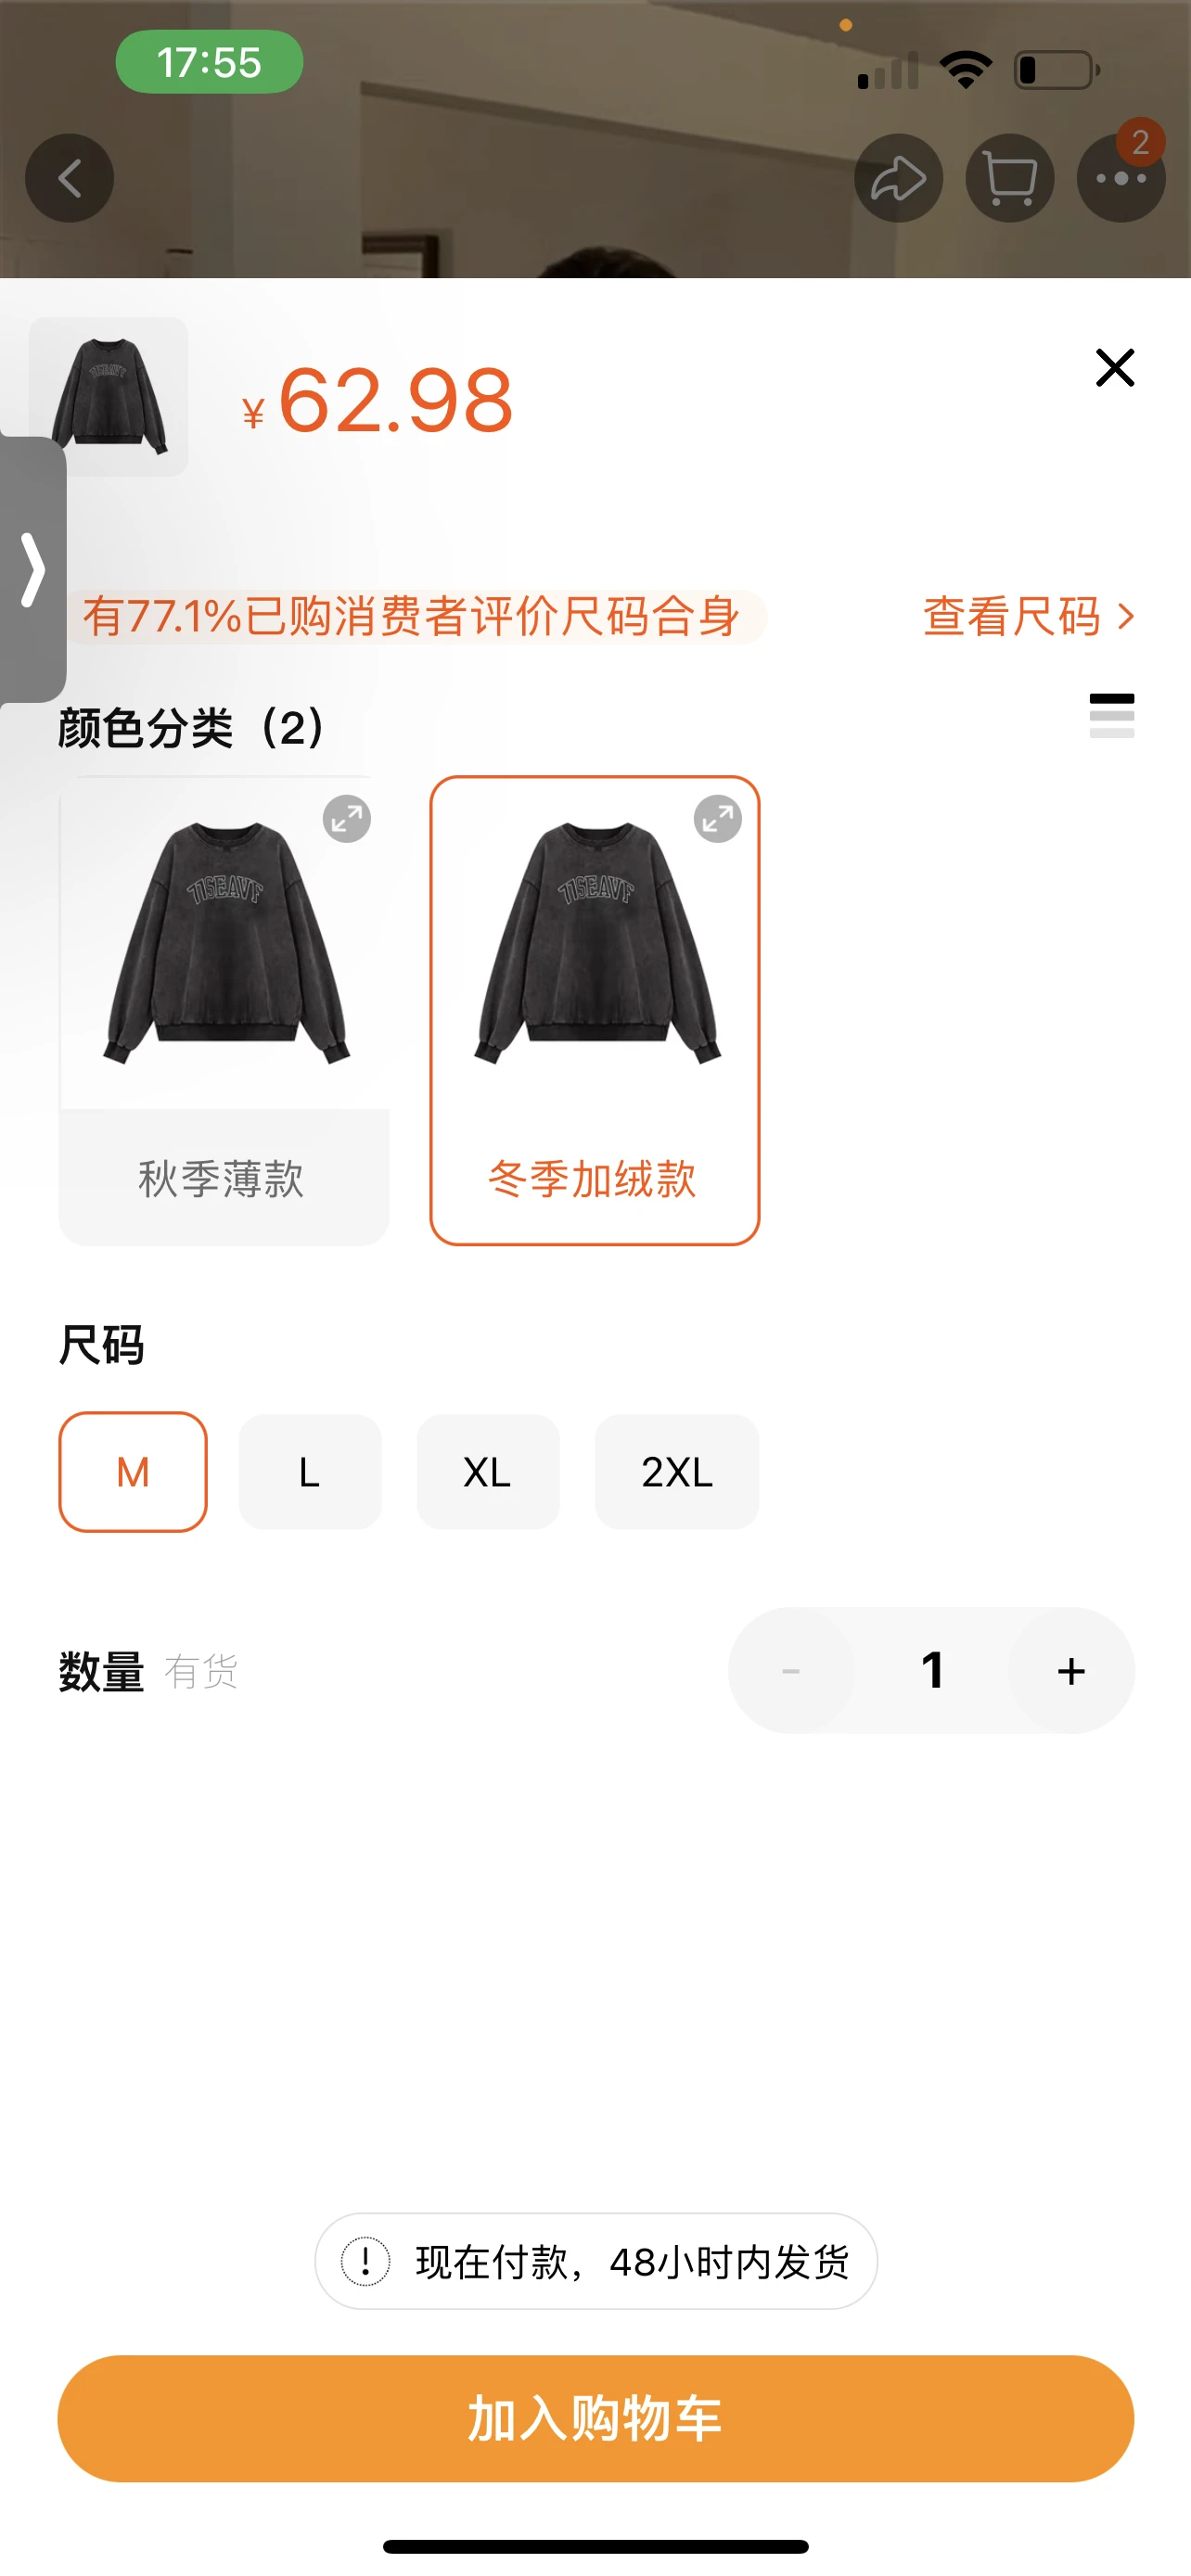 17:55
2
¥62.98
有77.1%已购消费者评价尺码合身
查看尺码
颜色分类（2）
71SEAVF
71SEAVF
秋季薄款
冬季加绒款
尺码
M
L
XL
2XL
数量 有货
- 1 +
现在付款，48小时内发货
加入购物车